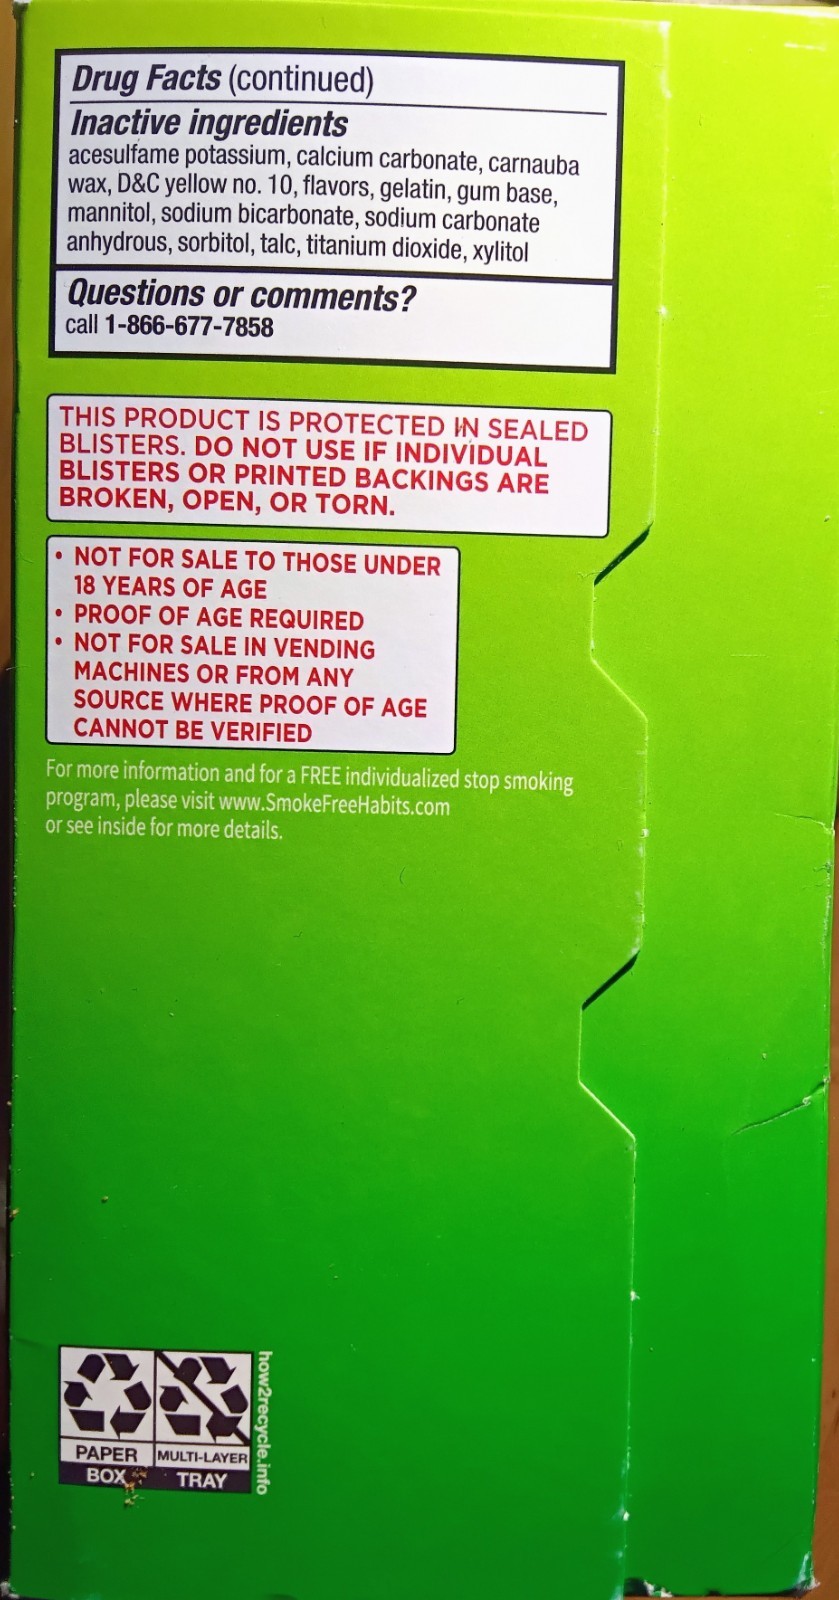 Drug Facts (continued)
Inactive ingredients
acesulfame potassium, calcium carbonate, carnauba
wax, D&C yellow no. 10, flavors, gelatin, gum base,
mannitol, sodium bicarbonate, sodium carbonate
anhydrous, sorbitol, talc, titanium dioxide, xylitol
Questions or comments?
call 1-866-677-7858
THIS PRODUCT IS PROTECTED IN SEALED
BLISTERS. DO NOT USE IF INDIVIDUAL
BLISTERS OR PRINTED BACKINGS ARE
BROKEN, OPEN, OR TORN.
• NOT FOR SALE TO THOSE UNDER
18 YEARS OF AGE
• PROOF OF AGE REQUIRED
• NOT FOR SALE IN VENDING
MACHINES OR FROM ANY
SOURCE WHERE PROOF OF AGE
CANNOT BE VERIFIED
For more information and for a FREE individualized stop smoking
program, please visit www.SmokeFreeHabits.com
or see inside for more details.
PAPER
BOX
MULTI-LAYER
TRAY
how2recycle.info